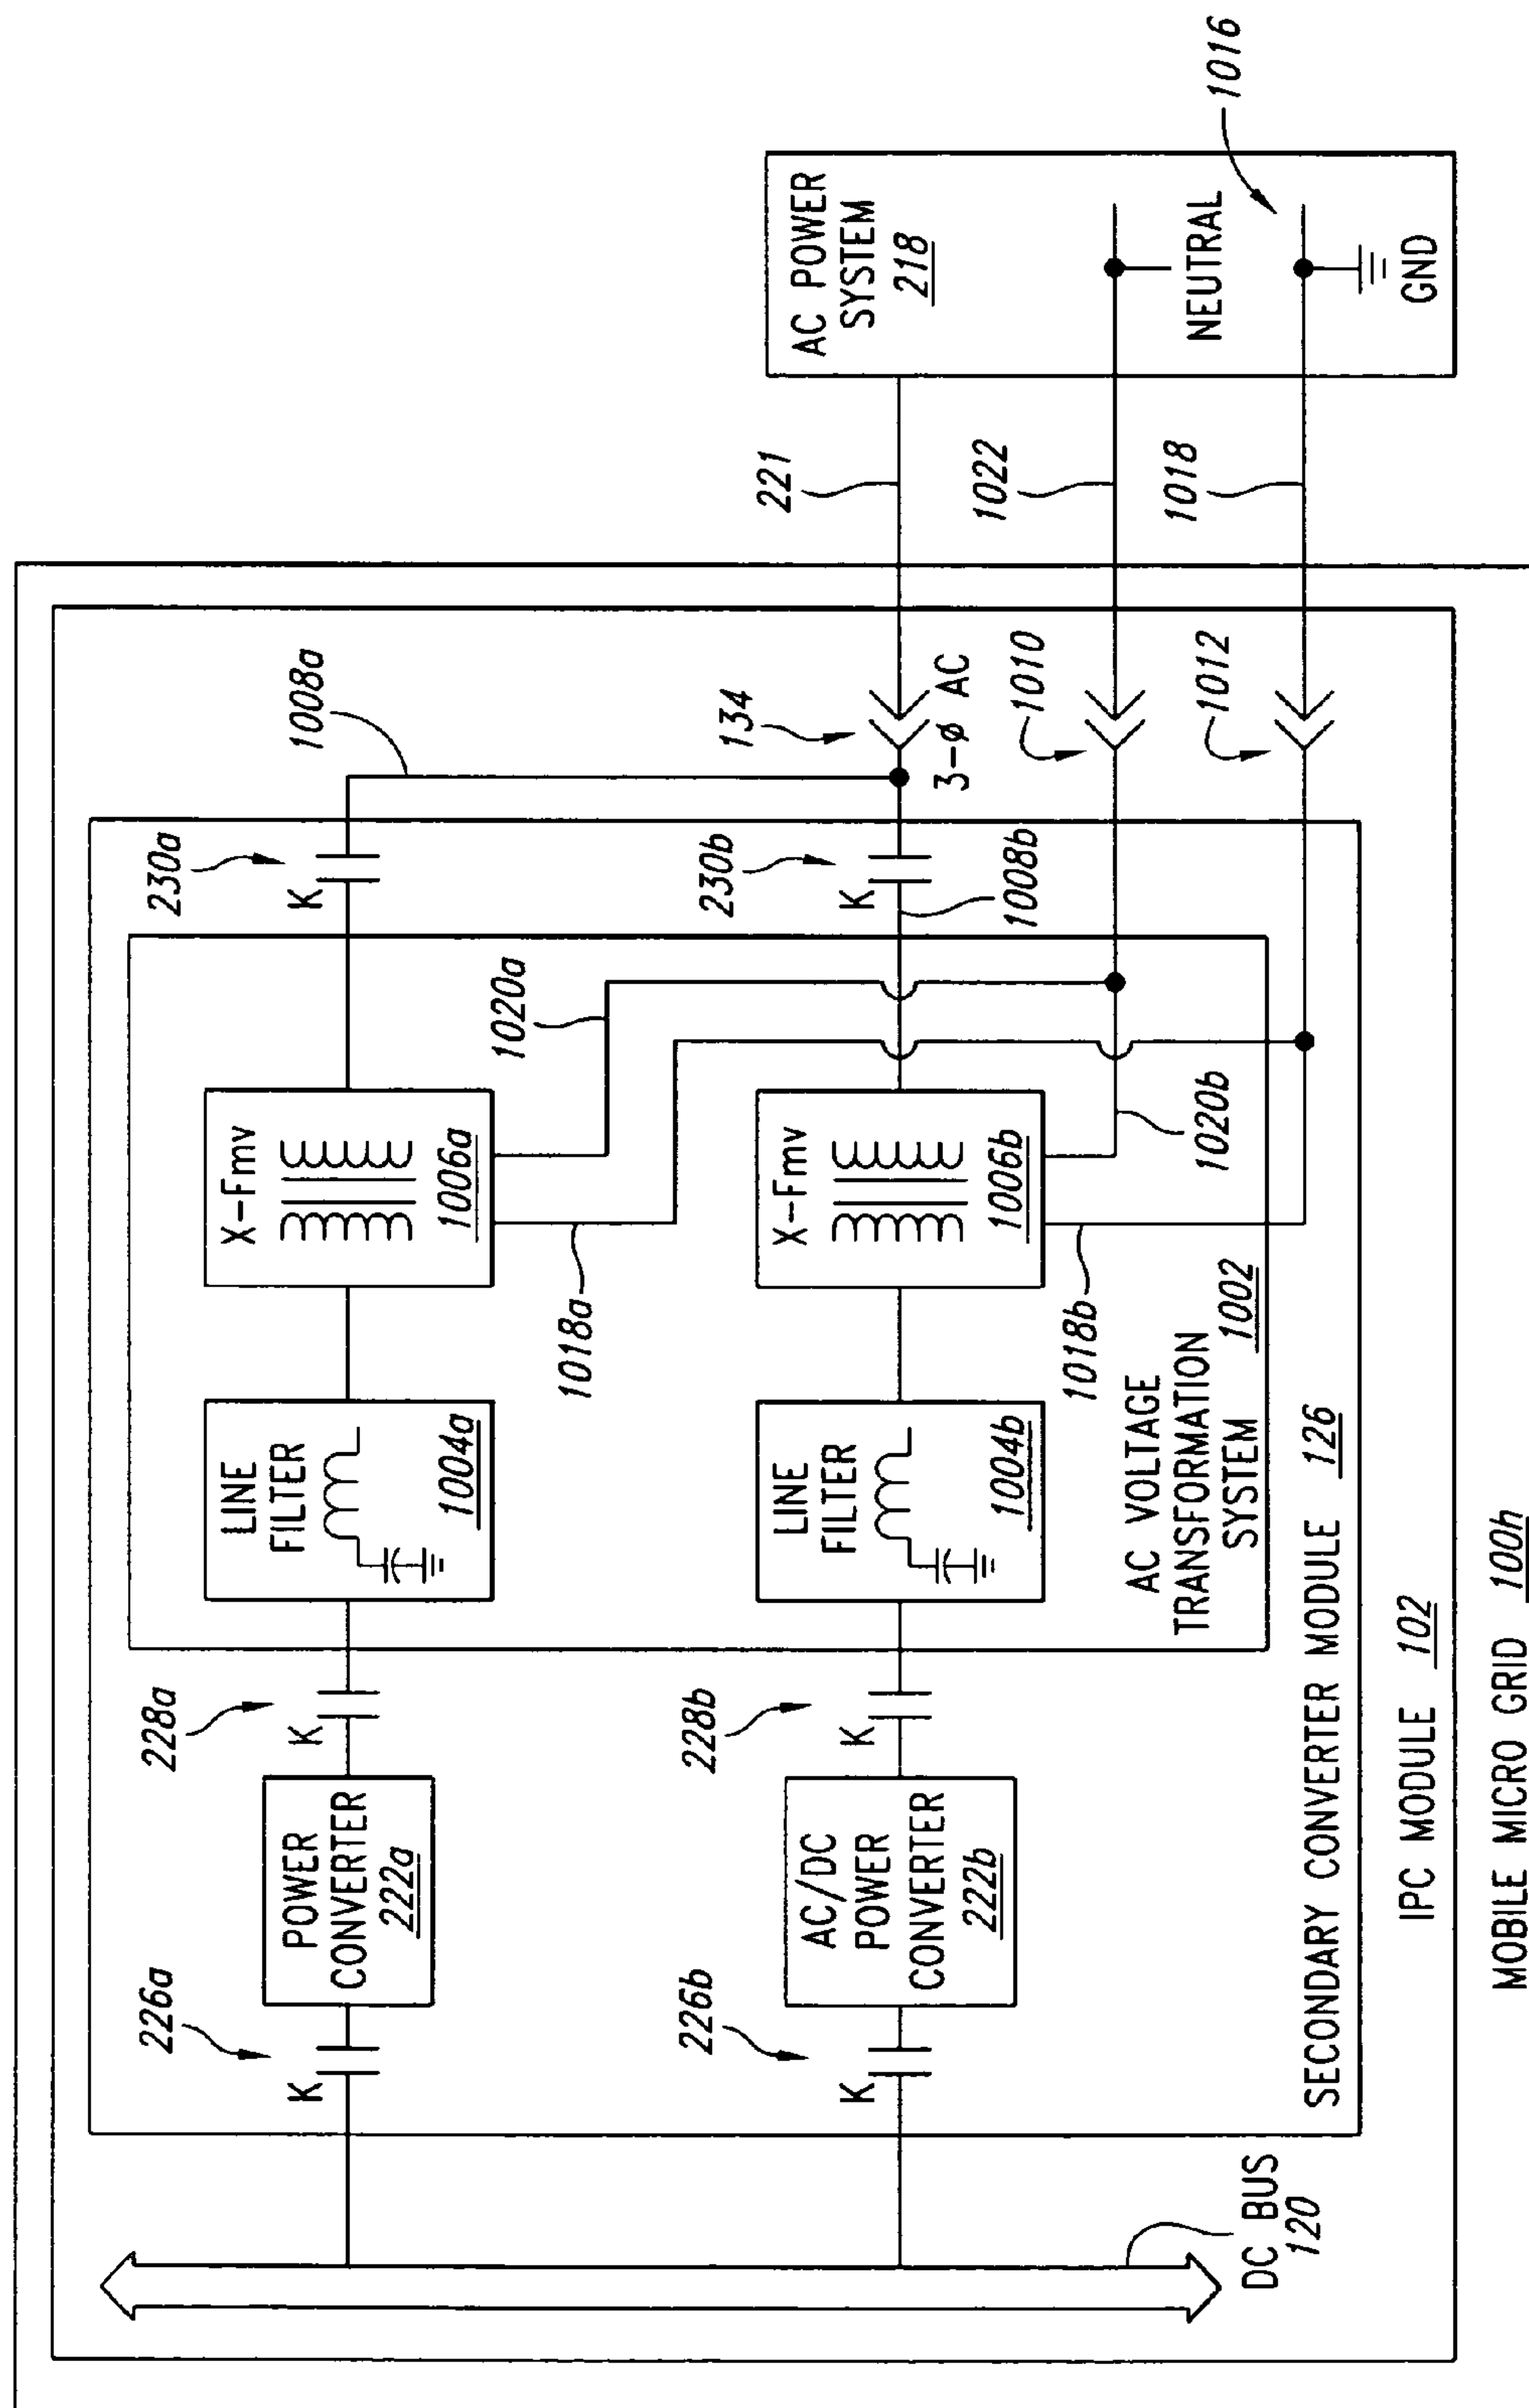 226a
K
POWER
CONVERTER
222a
228a
K
LINE
FILTER
1004a
X-Fmv
1006a
230a
K
1008a
1018a
1020a
226b
K
AC/DC
POWER
CONVERTER
222b
228b
K
LINE
FILTER
1004b
X-Fmv
1006b
230b
K
1008b
134
3-ø AC
221
AC POWER
SYSTEM
218
1018b
1020b
1010
1022
NEUTRAL
1012
1018
1016
GND
AC VOLTAGE
TRANSFORMATION
SYSTEM
1002
DC BUS
120
SECONDARY CONVERTER MODULE 126
IPC MODULE 102
MOBILE MICRO GRID 100h